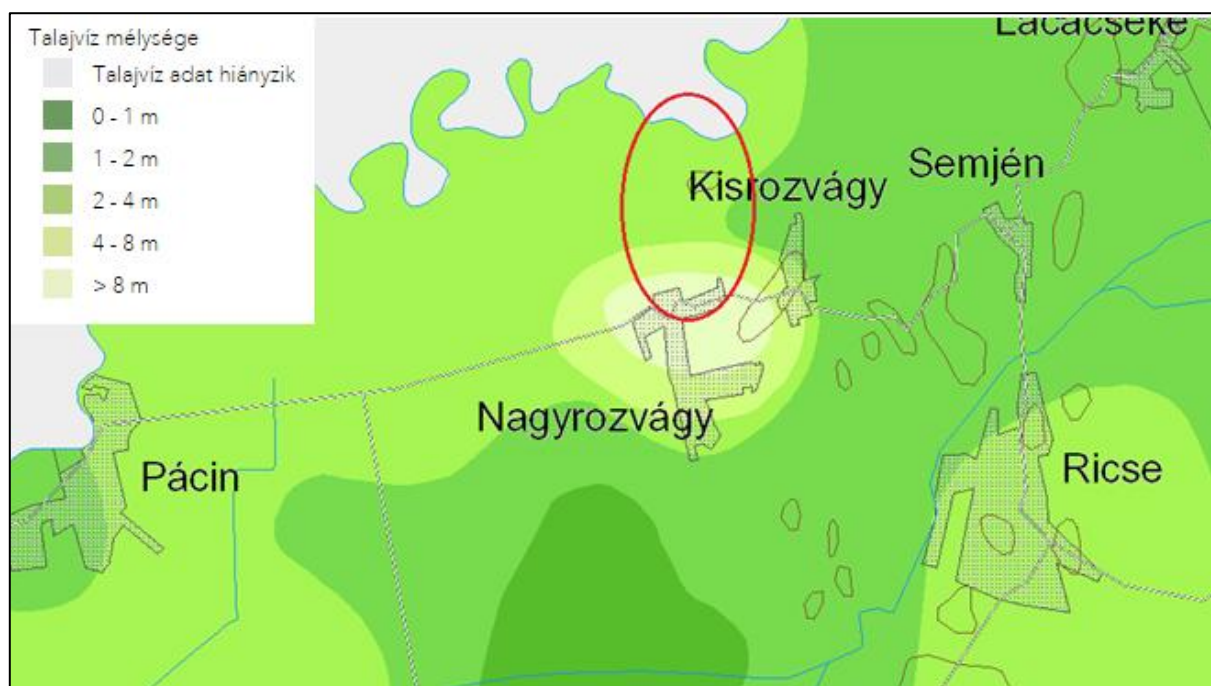 Talajvíz mélysége
Talajvíz adat hiányzik
0 - 1 m
1 - 2 m
2 - 4 m
4 - 8 m
> 8 m
Lácacséke
Semjén
Kisrozvágy
Nagyrozvágy
Pácin
Ricse